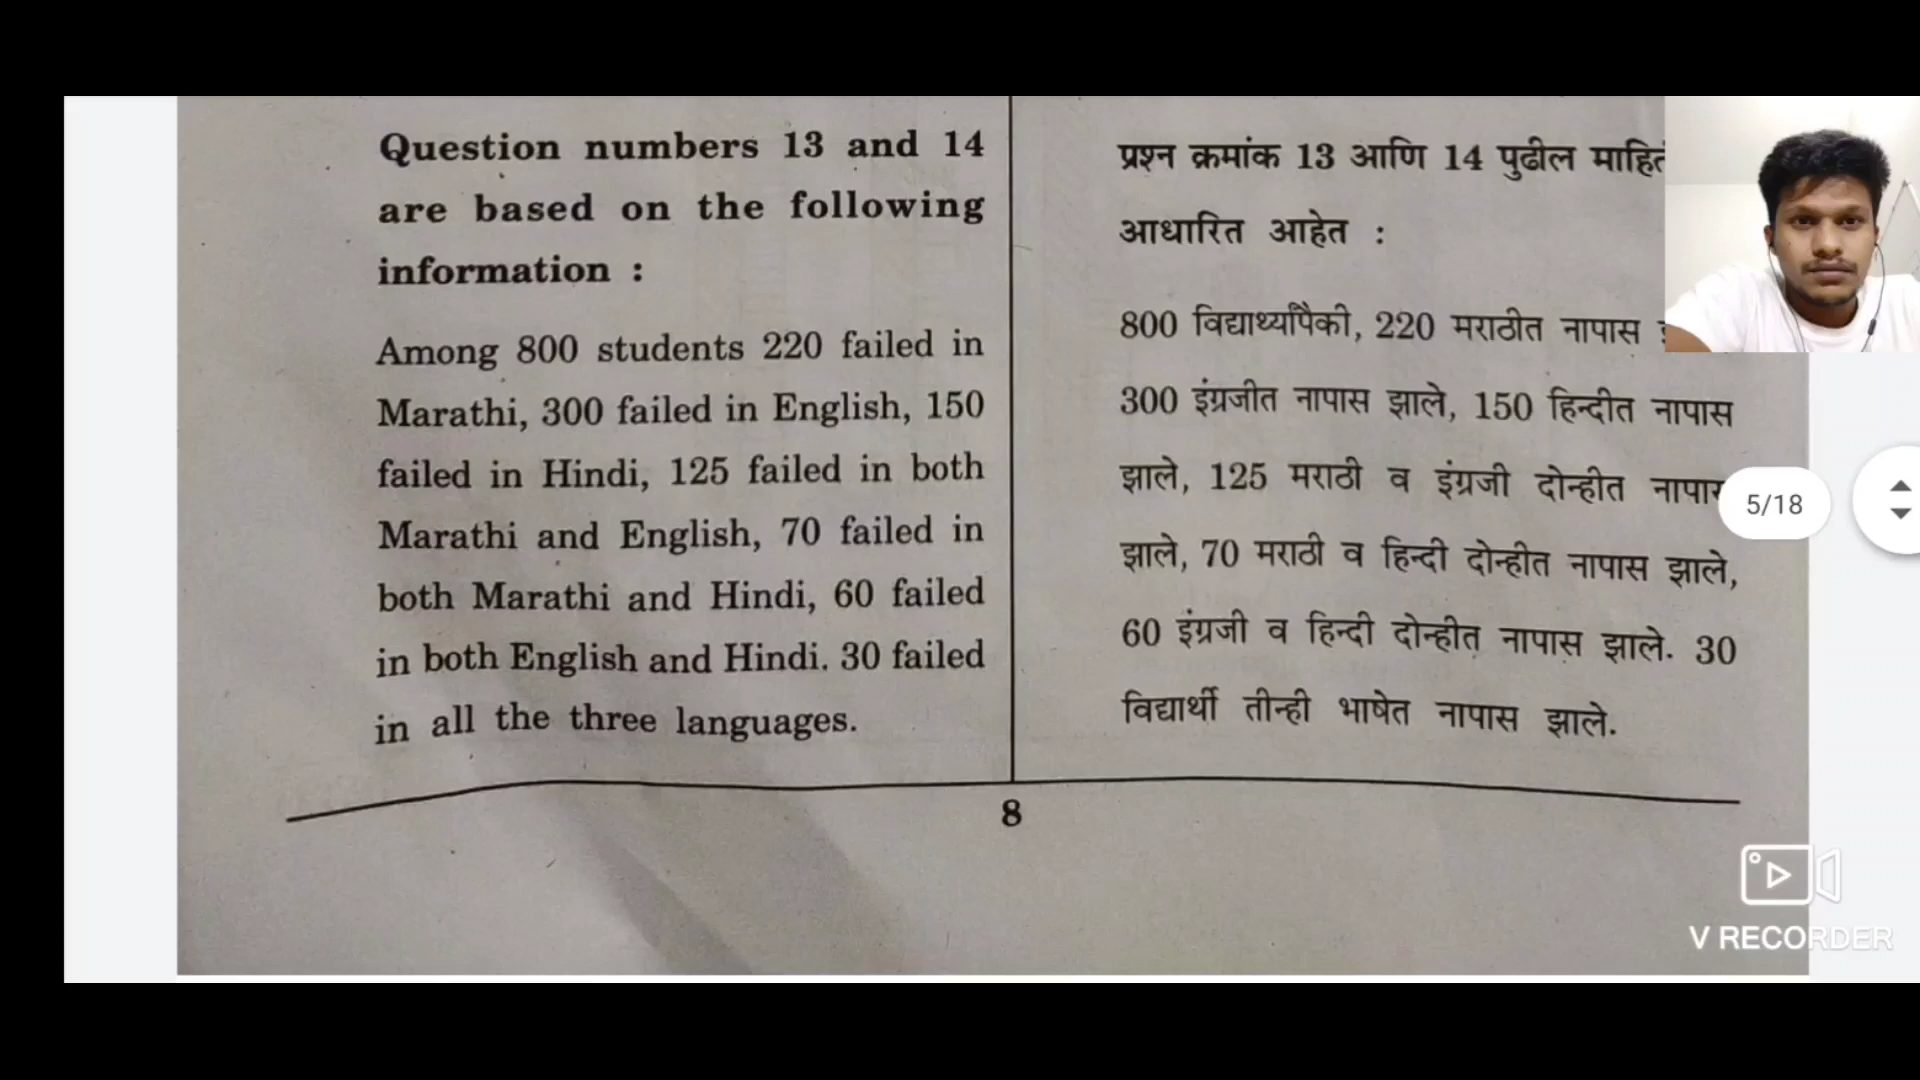 Question numbers 13 and 14
are based on the following
information :
Among 800 students 220 failed in
Marathi, 300 failed in English, 150
failed in Hindi, 125 failed in both
Marathi and English, 70 failed in
both Marathi and Hindi, 60 failed
in both English and Hindi. 30 failed
in all the three languages.
प्रश्न क्रमांक 13 आणि 14 पुढील
आधारित आहेत :
800 विद्यार्थ्यांपैकी, 220 मराठीत नापास
300 इंग्रजीत नापास झाले, 150 हिन्दीत नापास
झाले, 125 मराठी व इंग्रजी दोन्हीत
झाले, 70 मराठी व हिन्दी दोन्हीत नापास झाले,
60 इंग्रजी व हिन्दी दोन्हीत नापास झाले. 30
विद्यार्थी तीन्ही भाषेत नापास झाले.
8
5/18
V RECORDER